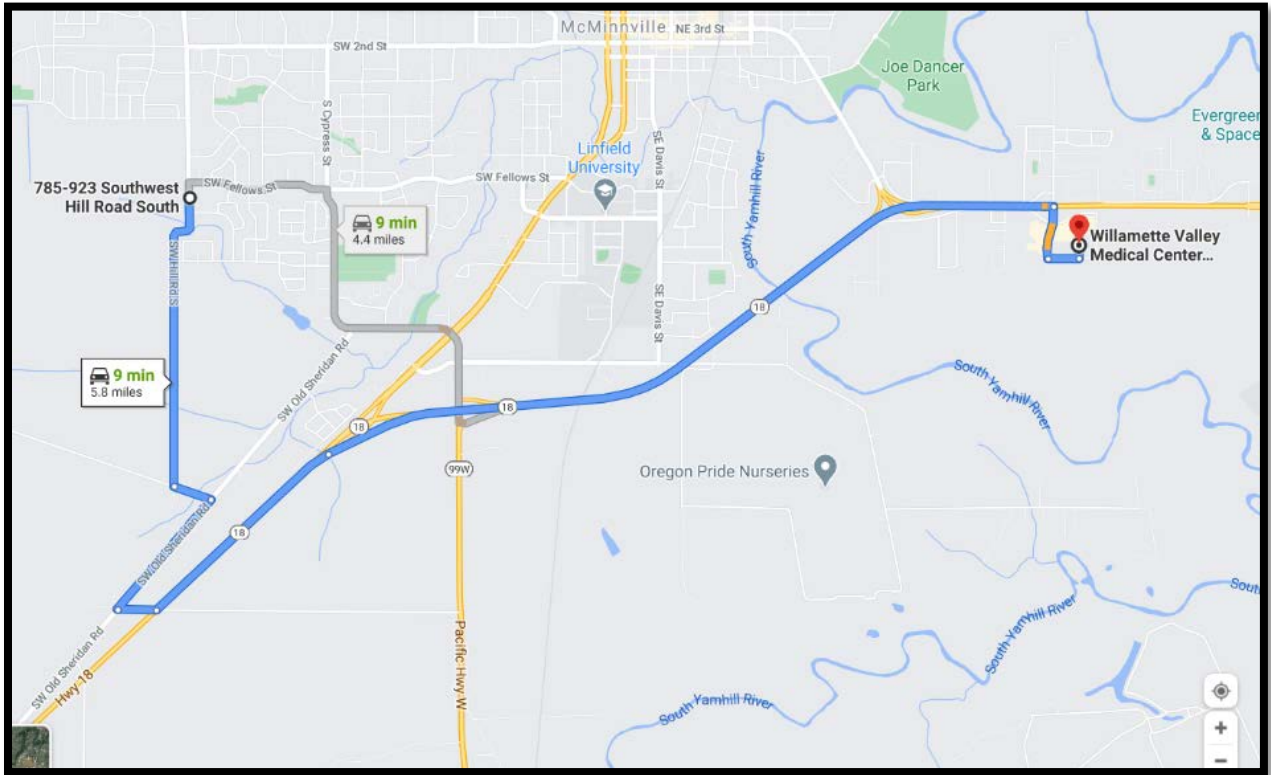 McMinnville
NE 3rd St
SW 2nd St
Joe Dancer
Park
S Cypress St
Evergreen
& Space
Linfield
University
SE Davis St
785-923 Southwest
Hill Road South
SW Fellows St
SW Fellows St
South Yamhill River
9 min
4.4 miles
Willamette Valley
Medical Center...
SW Hill Rd S
SE Davis St
18
9 min
5.8 miles
SW Old Sheridan Rd
South Yamhill River
18
18
99W
Oregon Pride Nurseries
18
SW Old Sheridan Rd
South
South Yamhill River
SW Old Sheridan Rd
Hwy 18
Pacific Hwy W
South Yamhill River
+
−